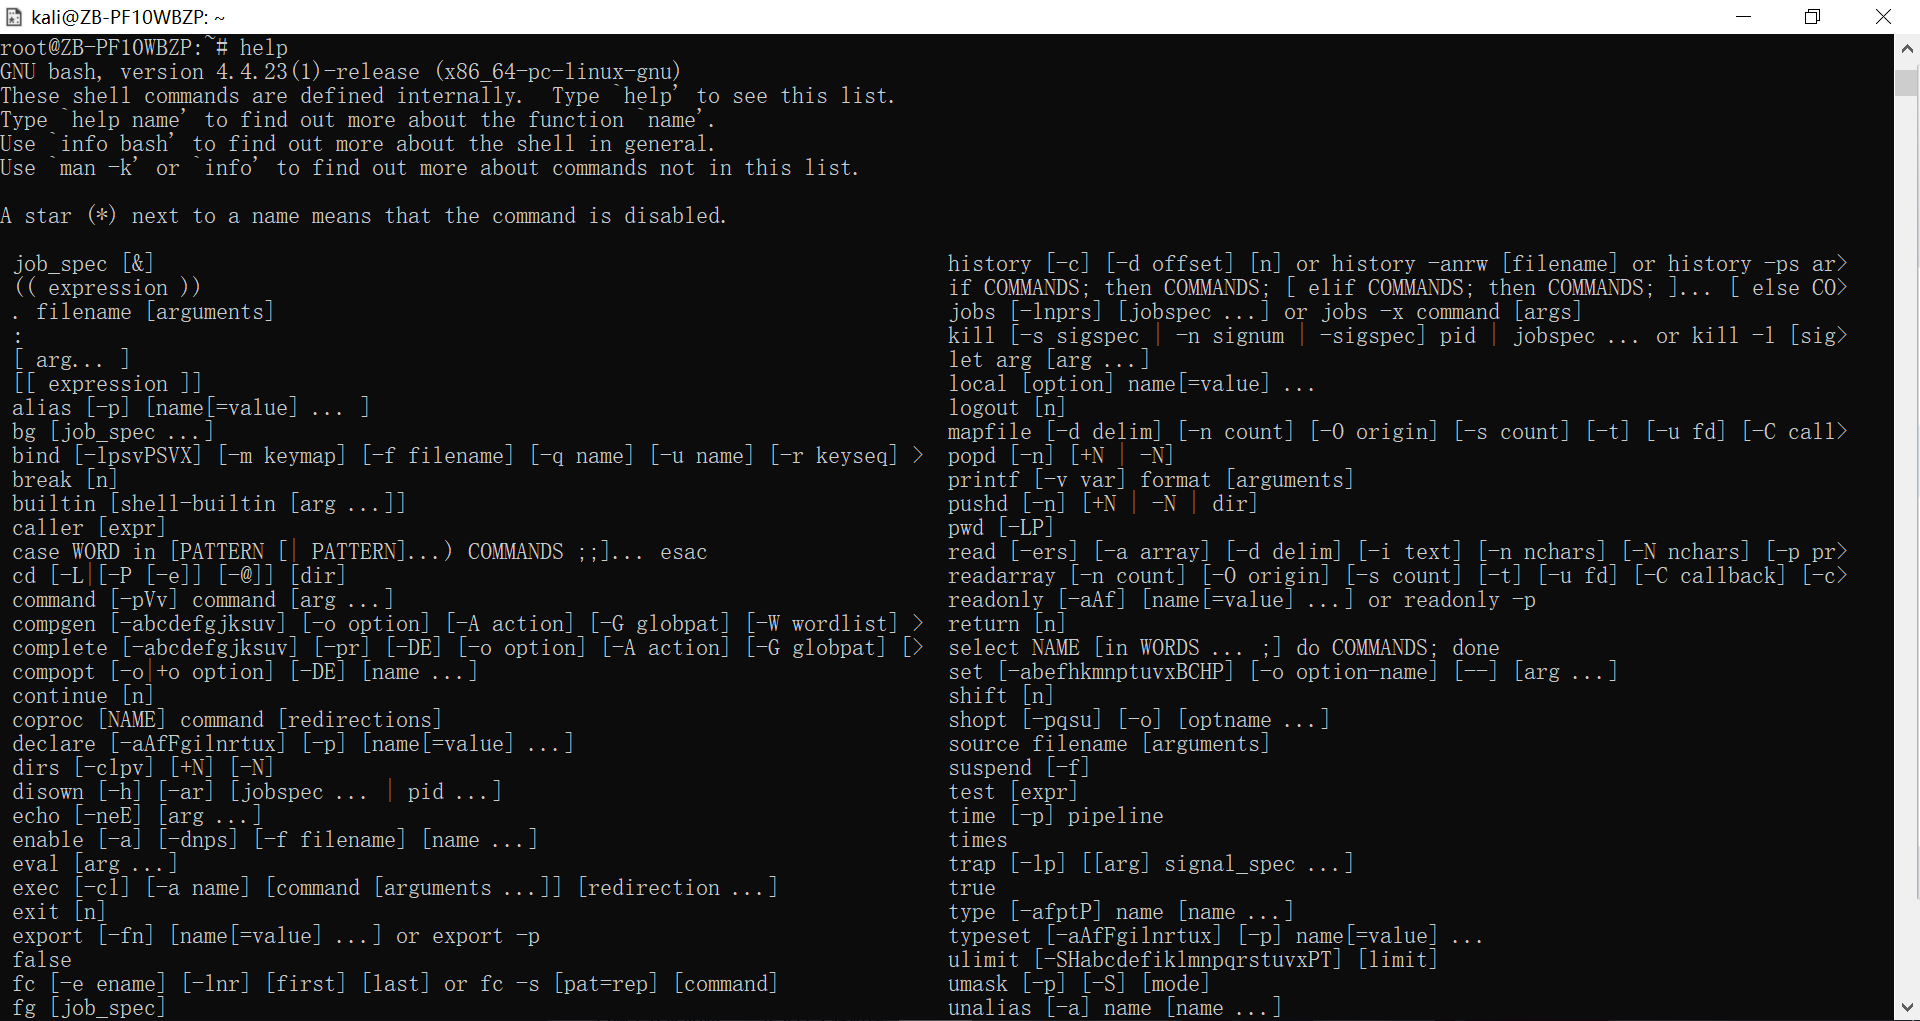 kali@ZB-PF10WBZP: ~
root@ZB-PF10WBZP:~# help
GNU bash, version 4.4.23(1)-release (x86_64-pc-linux-gnu)
These shell commands are defined internally.  Type `help' to see this list.
Type `help name' to find out more about the function `name'.
Use `info bash' to find out more about the shell in general.
Use `man -k' or `info' to find out more about commands not in this list.
A star (*) next to a name means that the command is disabled.
job_spec [&]
(( expression ))
. filename [arguments]
:
[ arg... ]
[[ expression ]]
alias [-p] [name[=value] ... ]
bg [job_spec ...]
bind [-lpsvPSVX] [-m keymap] [-f filename] [-q name] [-u name] [-r keyseq] >
break [n]
builtin [shell-builtin [arg ...]]
caller [expr]
case WORD in [PATTERN [| PATTERN]...) COMMANDS ;;]... esac
cd [-L|[-P [-e]] [-@]] [dir]
command [-pVv] command [arg ...]
compgen [-abcdefgjksuv] [-o option] [-A action] [-G globpat] [-W wordlist] >
complete [-abcdefgjksuv] [-pr] [-DE] [-o option] [-A action] [-G globpat] [>
compopt [-o|+o option] [-DE] [name ...]
continue [n]
coproc [NAME] command [redirections]
declare [-aAfFgilnrtux] [-p] [name[=value] ...]
dirs [-clpv] [+N] [-N]
disown [-h] [-ar] [jobspec ... | pid ...]
echo [-neE] [arg ...]
enable [-a] [-dnps] [-f filename] [name ...]
eval [arg ...]
exec [-cl] [-a name] [command [arguments ...]] [redirection ...]
exit [n]
export [-fn] [name[=value] ...] or export -p
false
fc [-e ename] [-lnr] [first] [last] or fc -s [pat=rep] [command]
fg [job_spec]
history [-c] [-d offset] [n] or history -anrw [filename] or history -ps ar>
if COMMANDS; then COMMANDS; [ elif COMMANDS; then COMMANDS; ]... [ else CO>
jobs [-lnprs] [jobspec ...] or jobs -x command [args]
kill [-s sigspec | -n signum | -sigspec] pid | jobspec ... or kill -l [sig>
let arg [arg ...]
local [option] name[=value] ...
logout [n]
mapfile [-d delim] [-n count] [-O origin] [-s count] [-t] [-u fd] [-C call>
popd [-n] [+N | -N]
printf [-v var] format [arguments]
pushd [-n] [+N | -N | dir]
pwd [-LP]
read [-ers] [-a array] [-d delim] [-i text] [-n nchars] [-N nchars] [-p pr>
readarray [-n count] [-O origin] [-s count] [-t] [-u fd] [-C callback] [-c>
readonly [-aAf] [name[=value] ...] or readonly -p
return [n]
select NAME [in WORDS ... ;] do COMMANDS; done
set [-abefhkmnptuvxBCHP] [-o option-name] [--] [arg ...]
shift [n]
shopt [-pqsu] [-o] [optname ...]
source filename [arguments]
suspend [-f]
test [expr]
time [-p] pipeline
times
trap [-lp] [[arg] signal_spec ...]
true
type [-afptP] name [name ...]
typeset [-aAfFgilnrtux] [-p] name[=value] ...
ulimit [-SHabcdefiklmnpqrstuvxPT] [limit]
umask [-p] [-S] [mode]
unalias [-a] name [name ...]